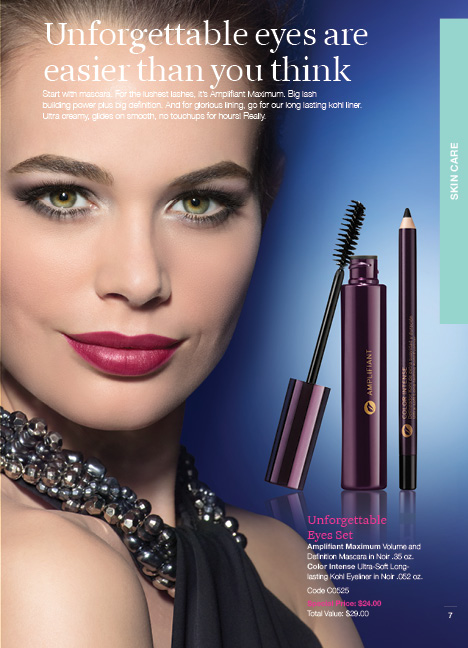 Unforgettable eyes are
easier than you think
Start with mascara. For the lushest lashes, it's Amplifiant Maximum. Big lash
building power plus big definition. And for glorious lining, go for our long lasting kohl liner.
Ultra creamy, glides on smooth, no touchups for hours! Really.
SKIN CARE
AMPLIFIANT
COLOR INTENSE
Unforgettable
Eyes Set
Amplifiant Maximum Volume and
Definition Mascara in Noir .35 oz.
Color Intense Ultra-Soft Long-
lasting Kohl Eyeliner in Noir .052 oz.
Code C0525
Price: $24.00
Total Value: $29.00
7